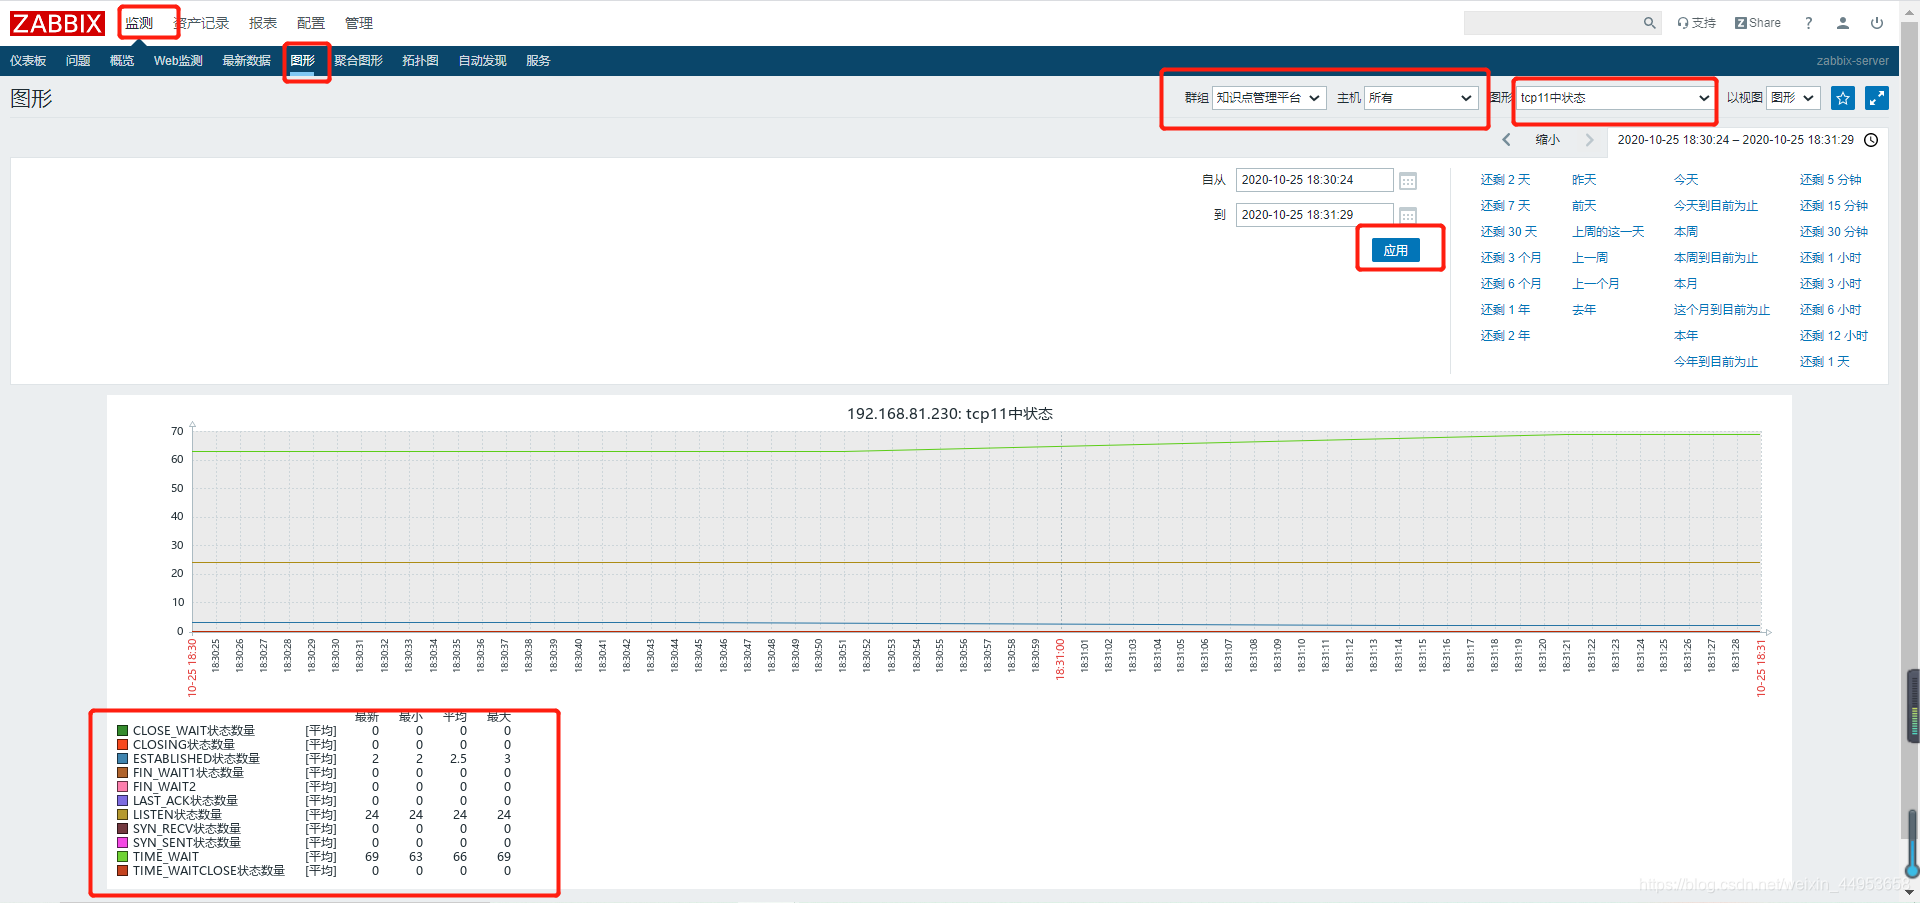 ZABBIX 监测 资产记录 报表 配置 管理 支持 Share ?
仪表板 问题 概览 Web监测 最新数据 图形 聚合图形 拓扑图 自动发现 服务 zabbix-server
图形 群组 知识点管理平台 主机 所有 图形 tcp11中状态 以视图 图形
缩小 2020-10-25 18:30:24 – 2020-10-25 18:31:29
自从 2020-10-25 18:30:24
到 2020-10-25 18:31:29
应用
还剩 2 天 昨天 今天 还剩 5 分钟
还剩 7 天 前天 今天到目前为止 还剩 15 分钟
还剩 30 天 上周的这一天 本周 还剩 30 分钟
还剩 3 个月 上一周 本周到目前为止 还剩 1 小时
还剩 6 个月 上一个月 本月 还剩 3 小时
还剩 1 年 去年 这个月到目前为止 还剩 6 小时
还剩 2 年 本年 还剩 12 小时
今年到目前为止 还剩 1 天
192.168.81.230: tcp11中状态
70
60
50
40
30
20
10
0
10-25 18:30 18:30:25 18:30:26 18:30:27 18:30:28 18:30:29 18:30:30 18:30:31 18:30:32 18:30:33 18:30:34 18:30:35 18:30:36 18:30:37 18:30:38 18:30:39 18:30:40 18:30:41 18:30:42 18:30:43 18:30:44 18:30:45 18:30:46 18:30:47 18:30:48 18:30:49 18:30:50 18:30:51 18:30:52 18:30:53 18:30:54 18:30:55 18:30:56 18:30:57 18:30:58 18:30:59 18:31:00 18:31:01 18:31:02 18:31:03 18:31:04 18:31:05 18:31:06 18:31:07 18:31:08 18:31:09 18:31:10 18:31:11 18:31:12 18:31:13 18:31:14 18:31:15 18:31:16 18:31:17 18:31:18 18:31:19 18:31:20 18:31:21 18:31:22 18:31:23 18:31:24 18:31:25 18:31:26 18:31:27 18:31:28 10-25 18:31
最新 最小 平均 最大
CLOSE_WAIT状态数量 [平均] 0 0 0 0
CLOSING状态数量 [平均] 0 0 0 0
ESTABLISHED状态数量 [平均] 2 2 2.5 3
FIN_WAIT1状态数量 [平均] 0 0 0 0
FIN_WAIT2 [平均] 0 0 0 0
LAST_ACK状态数量 [平均] 0 0 0 0
LISTEN状态数量 [平均] 24 24 24 24
SYN_RECV状态数量 [平均] 0 0 0 0
SYN_SENT状态数量 [平均] 0 0 0 0
TIME_WAIT [平均] 69 63 66 69
TIME_WAITCLOSE状态数量 [平均] 0 0 0 0
https://blog.csdn.net/weixin_44953658